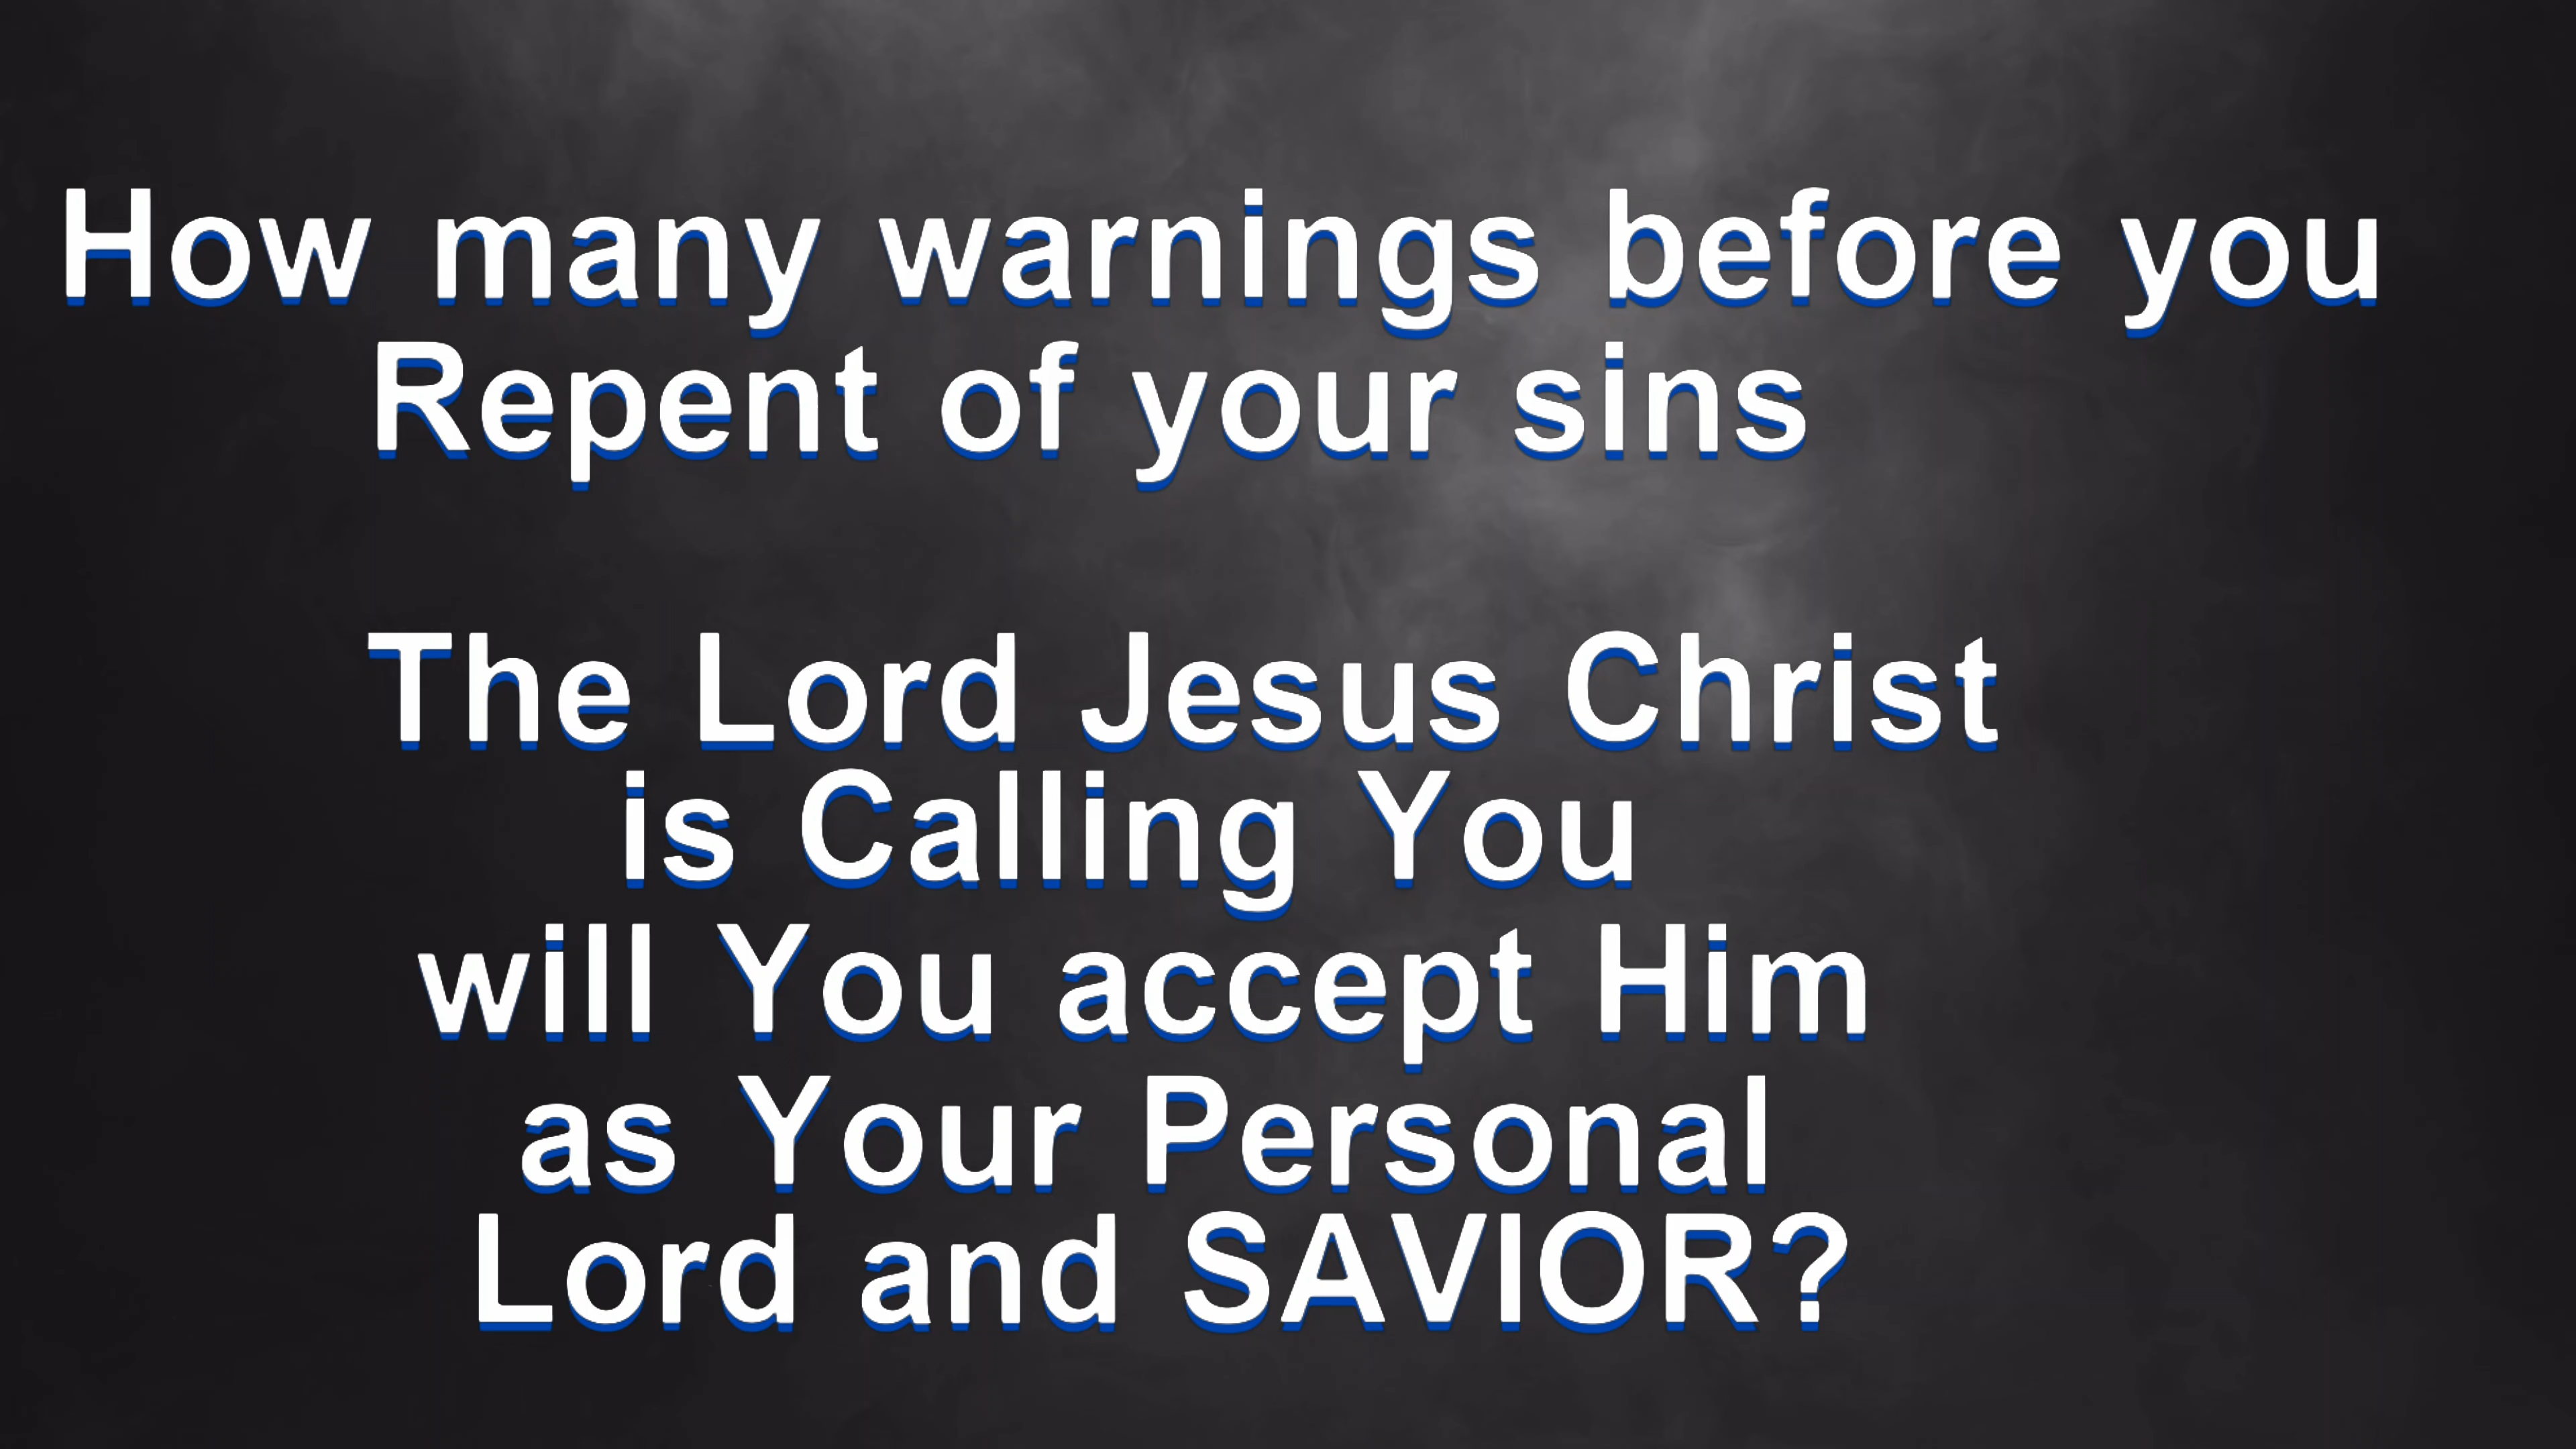 How many warnings before you
Repent of your sins
The Lord Jesus Christ
is Calling You
will You accept Him
as Your Personal
Lord and SAVIOR?